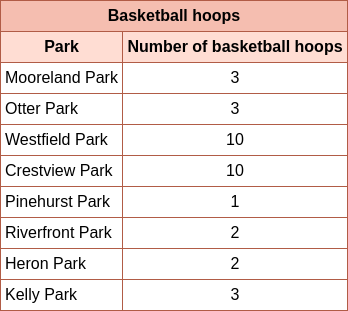 Basketball hoops
Park Number of basketball hoops
Mooreland Park 3
Otter Park 3
Westfield Park 10
Crestview Park 10
Pinehurst Park 1
Riverfront Park 2
Heron Park 2
Kelly Park 3